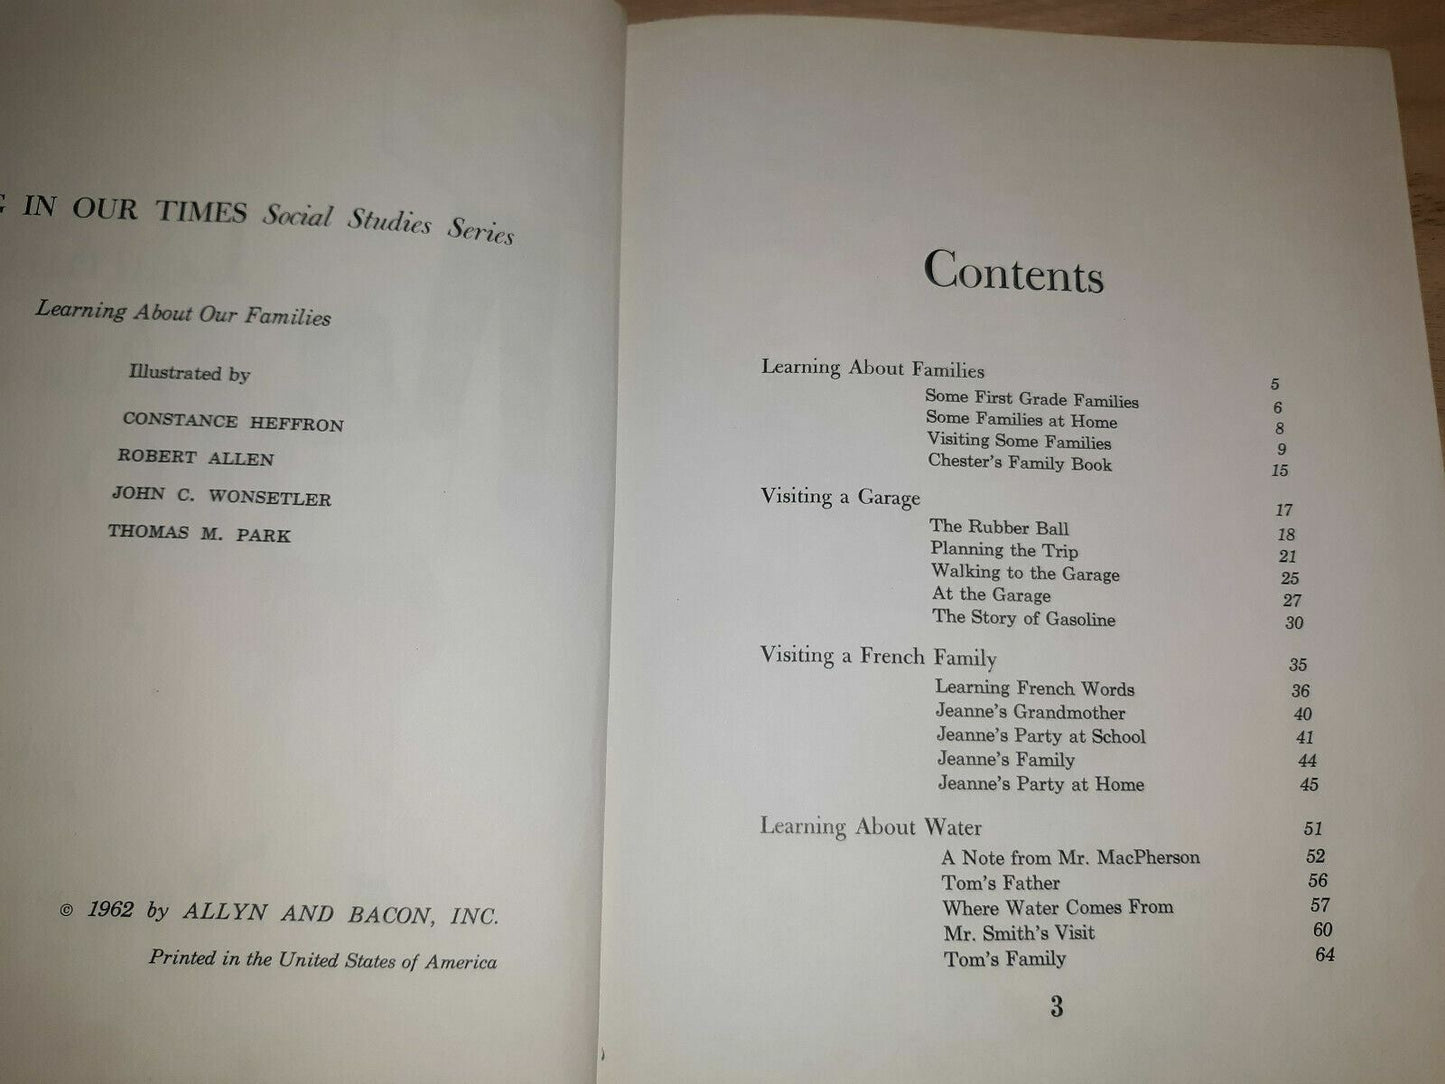 IN OUR TIMES Social Studies Series
Learning About Our Families
Illustrated by
CONSTANCE HEFFRON
ROBERT ALLEN
JOHN C. WONSETLER
THOMAS M. PARK
© 1962 by ALLYN AND BACON, INC.
Printed in the United States of America
Contents
Learning About Families 5
Some First Grade Families 6
Some Families at Home 8
Visiting Some Families 9
Chester's Family Book 15
Visiting a Garage 17
The Rubber Ball 18
Planning the Trip 21
Walking to the Garage 25
At the Garage 27
The Story of Gasoline 30
Visiting a French Family 35
Learning French Words 36
Jeanne's Grandmother 40
Jeanne's Party at School 41
Jeanne's Family 44
Jeanne's Party at Home 45
Learning About Water 51
A Note from Mr. MacPherson 52
Tom's Father 56
Where Water Comes From 57
Mr. Smith's Visit 60
Tom's Family 64
3